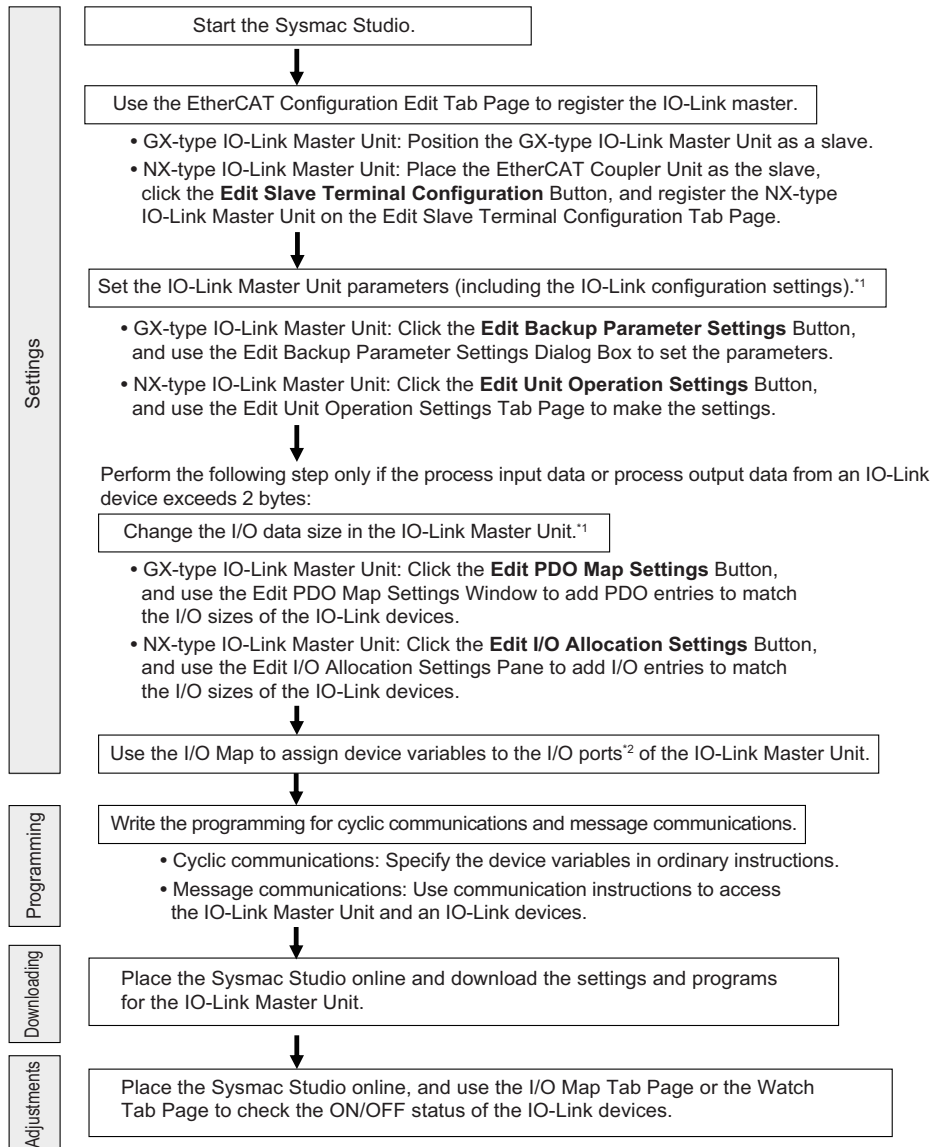 Settings
Start the Sysmac Studio.
Use the EtherCAT Configuration Edit Tab Page to register the IO-Link master.
• GX-type IO-Link Master Unit: Position the GX-type IO-Link Master Unit as a slave.
• NX-type IO-Link Master Unit: Place the EtherCAT Coupler Unit as the slave,
click the Edit Slave Terminal Configuration Button, and register the NX-type
IO-Link Master Unit on the Edit Slave Terminal Configuration Tab Page.
Set the IO-Link Master Unit parameters (including the IO-Link configuration settings).*1
• GX-type IO-Link Master Unit: Click the Edit Backup Parameter Settings Button,
and use the Edit Backup Parameter Settings Dialog Box to set the parameters.
• NX-type IO-Link Master Unit: Click the Edit Unit Operation Settings Button,
and use the Edit Unit Operation Settings Tab Page to make the settings.
Perform the following step only if the process input data or process output data from an IO-Link
device exceeds 2 bytes:
Change the I/O data size in the IO-Link Master Unit.*1
• GX-type IO-Link Master Unit: Click the Edit PDO Map Settings Button,
and use the Edit PDO Map Settings Window to add PDO entries to match
the I/O sizes of the IO-Link devices.
• NX-type IO-Link Master Unit: Click the Edit I/O Allocation Settings Button,
and use the Edit I/O Allocation Settings Pane to add I/O entries to match
the I/O sizes of the IO-Link devices.
Use the I/O Map to assign device variables to the I/O ports*2 of the IO-Link Master Unit.
Programming
Write the programming for cyclic communications and message communications.
• Cyclic communications: Specify the device variables in ordinary instructions.
• Message communications: Use communication instructions to access
the IO-Link Master Unit and an IO-Link devices.
Downloading
Place the Sysmac Studio online and download the settings and programs
for the IO-Link Master Unit.
Adjustments
Place the Sysmac Studio online, and use the I/O Map Tab Page or the Watch
Tab Page to check the ON/OFF status of the IO-Link devices.